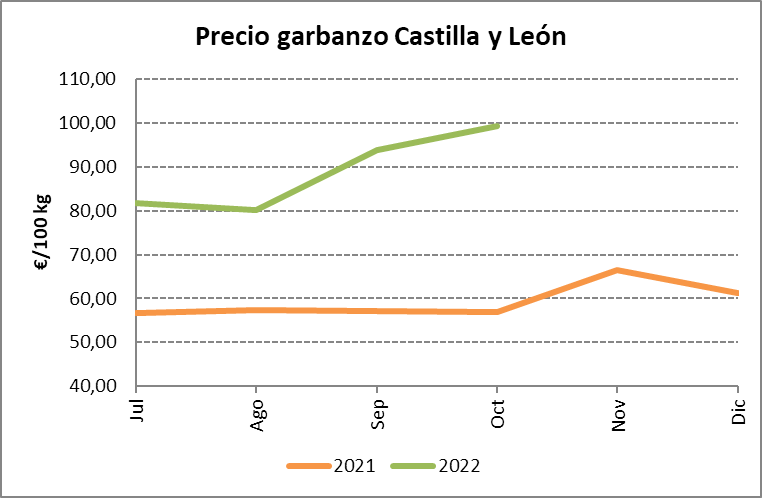 Precio garbanzo Castilla y León
110,00
100,00
90,00
80,00
70,00
60,00
50,00
40,00
€/100 kg
Jul
Ago
Sep
Oct
Nov
Dic
2021
2022